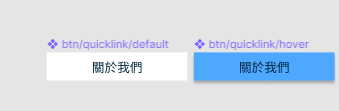 btn/quicklink/default
btn/quicklink/hover
關於我們
關於我們